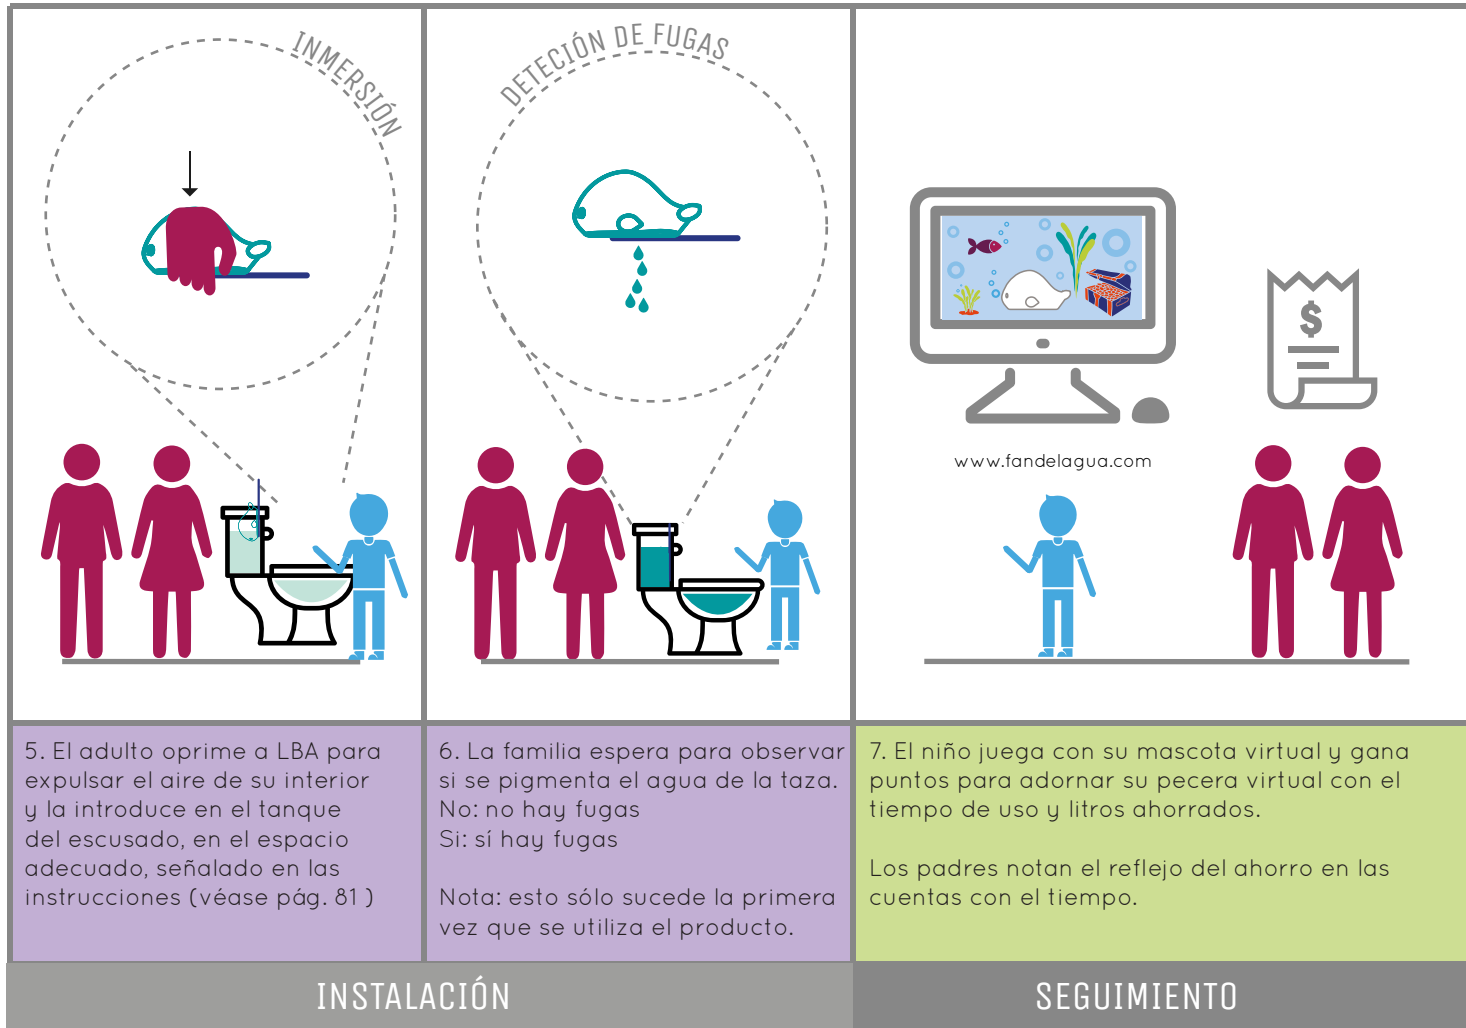 INMERSIÓN
DETECIÓN DE FUGAS
$
www.fandelagua.com
5. El adulto oprime a LBA para
expulsar el aire de su interior
y la introduce en el tanque
del escusado, en el espacio
adecuado, señalado en las
instrucciones (véase pág. 81 )
6. La familia espera para observar
si se pigmenta el agua de la taza.
No: no hay fugas
Si: sí hay fugas
Nota: esto sólo sucede la primera
vez que se utiliza el producto.
7. El niño juega con su mascota virtual y gana
puntos para adornar su pecera virtual con el
tiempo de uso y litros ahorrados.
Los padres notan el reflejo del ahorro en las
cuentas con el tiempo.
INSTALACIÓN
SEGUIMIENTO